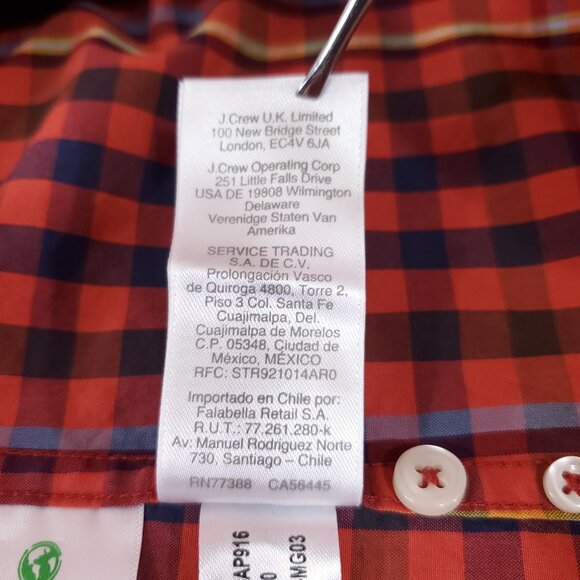 J.Crew U.K. Limited
100 New Bridge Street
London, EC4V 6JA
J.Crew Operating Corp
251 Little Falls Drive
USA DE 19808 Wilmington
Delaware
Verenidge Staten Van
Amerika
SERVICE TRADING
S.A. DE C.V.
Prolongación Vasco
de Quiroga 4800, Torre 2,
Piso 3 Col. Santa Fe
Cuajimalpa, Del.
Cuajimalpa de Morelos
C.P. 05348, Ciudad de
México, MÉXICO
RFC: STR921014AR0
Importado en Chile por:
Falabella Retail S.A.
R.U.T.: 77.261.280-k
Av: Manuel Rodriguez Norte
730, Santiago – Chile
RN77388 CA56445
AP916
0
MG03